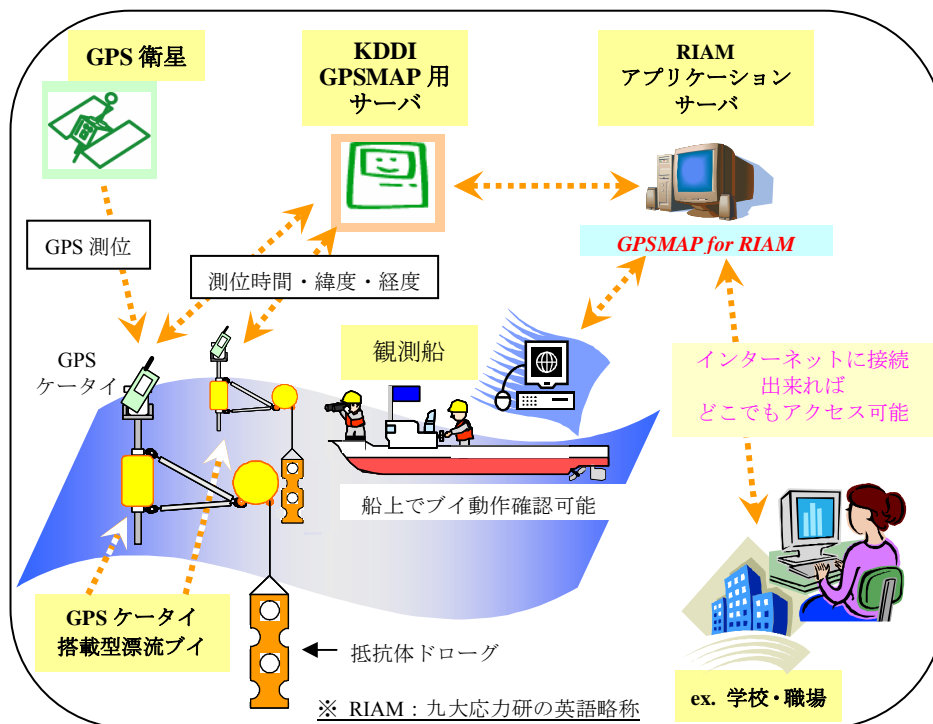 GPS 衛星
KDDI
GPSMAP 用
サーバ
RIAM
アプリケーション
サーバ
GPS 測位
GPSMAP for RIAM
測位時間・緯度・経度
GPS
ケータイ
観測船
インターネットに接続
出来れば
どこでもアクセス可能
船上でブイ動作確認可能
GPS ケータイ
搭載型漂流ブイ
抵抗体ドローグ
ex. 学校・職場
※ RIAM：九大応力研の英語略称